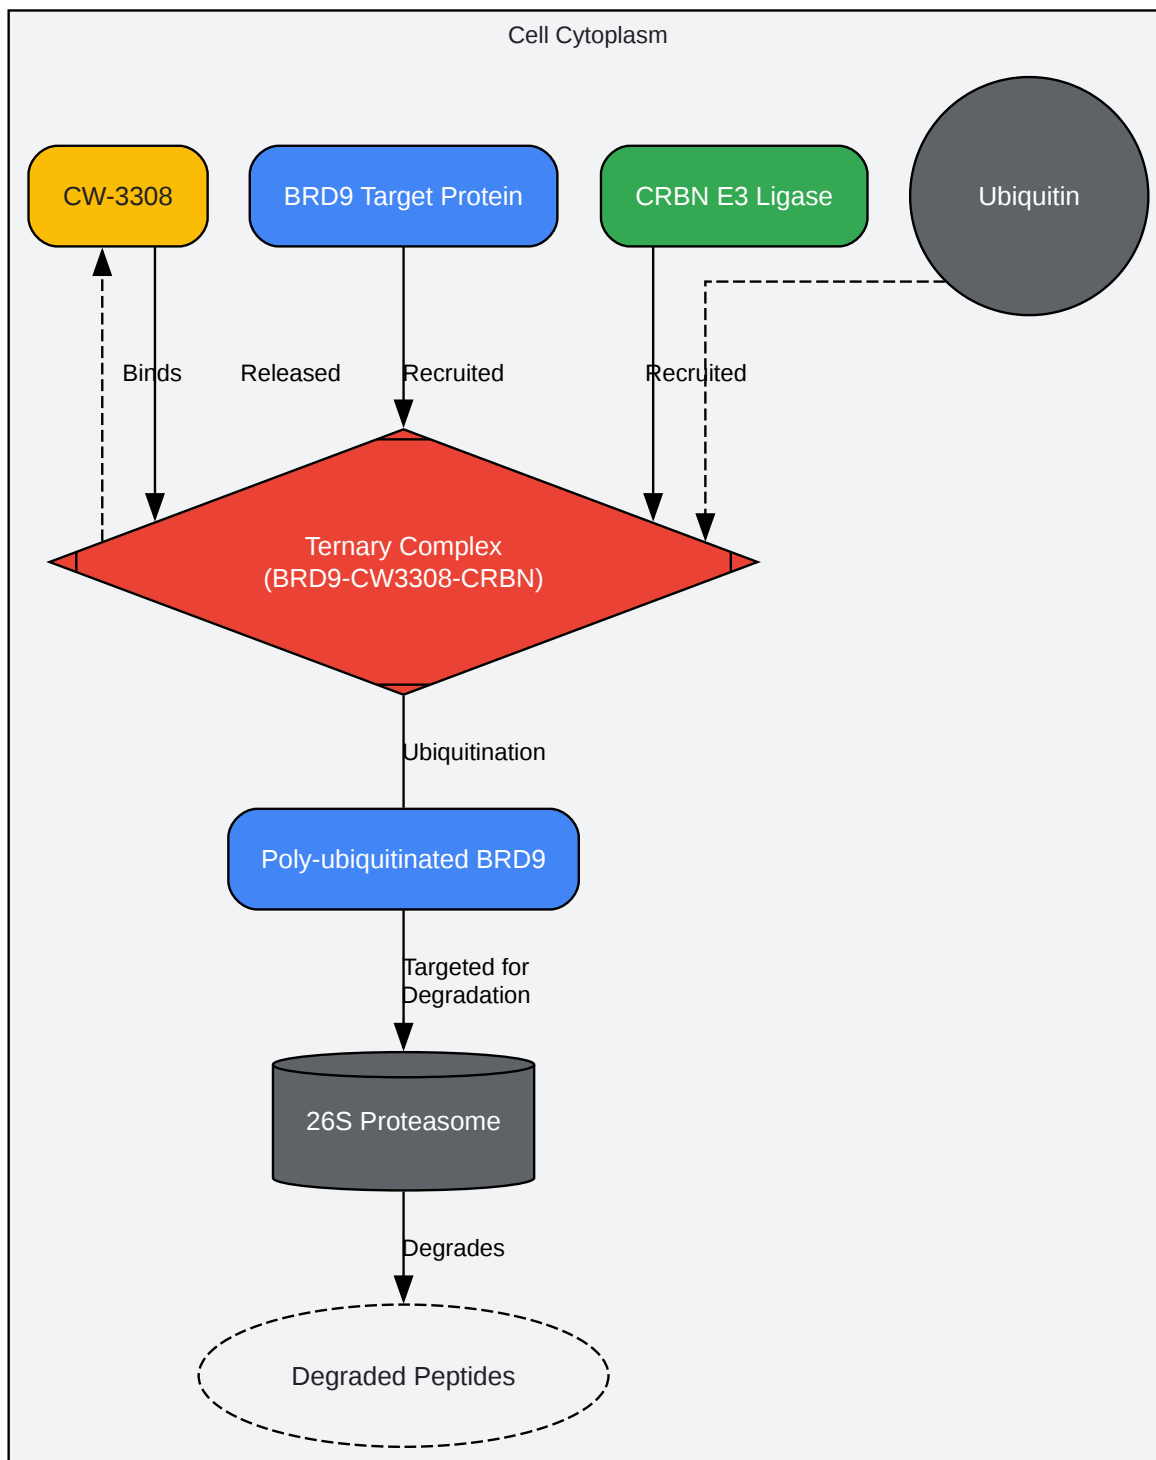 Cell Cytoplasm
CW-3308
BRD9 Target Protein
CRBN E3 Ligase
Ubiquitin
Binds
Released
Recruited
Recruited
Ternary Complex
(BRD9-CW3308-CRBN)
Ubiquitination
Poly-ubiquitinated BRD9
Targeted for
Degradation
26S Proteasome
Degrades
Degraded Peptides